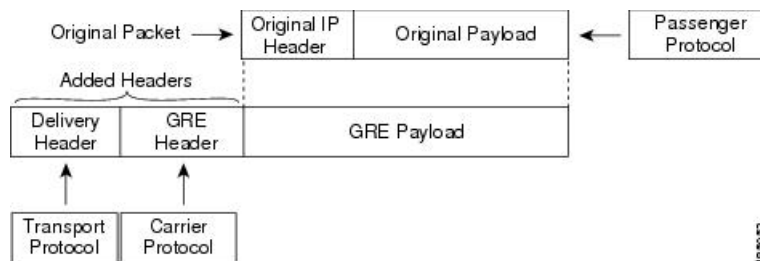 Original Packet
Original IP
Header
Original Payload
Passenger
Protocol
Added Headers
Delivery
Header
GRE
Header
GRE Payload
Transport
Protocol
Carrier
Protocol